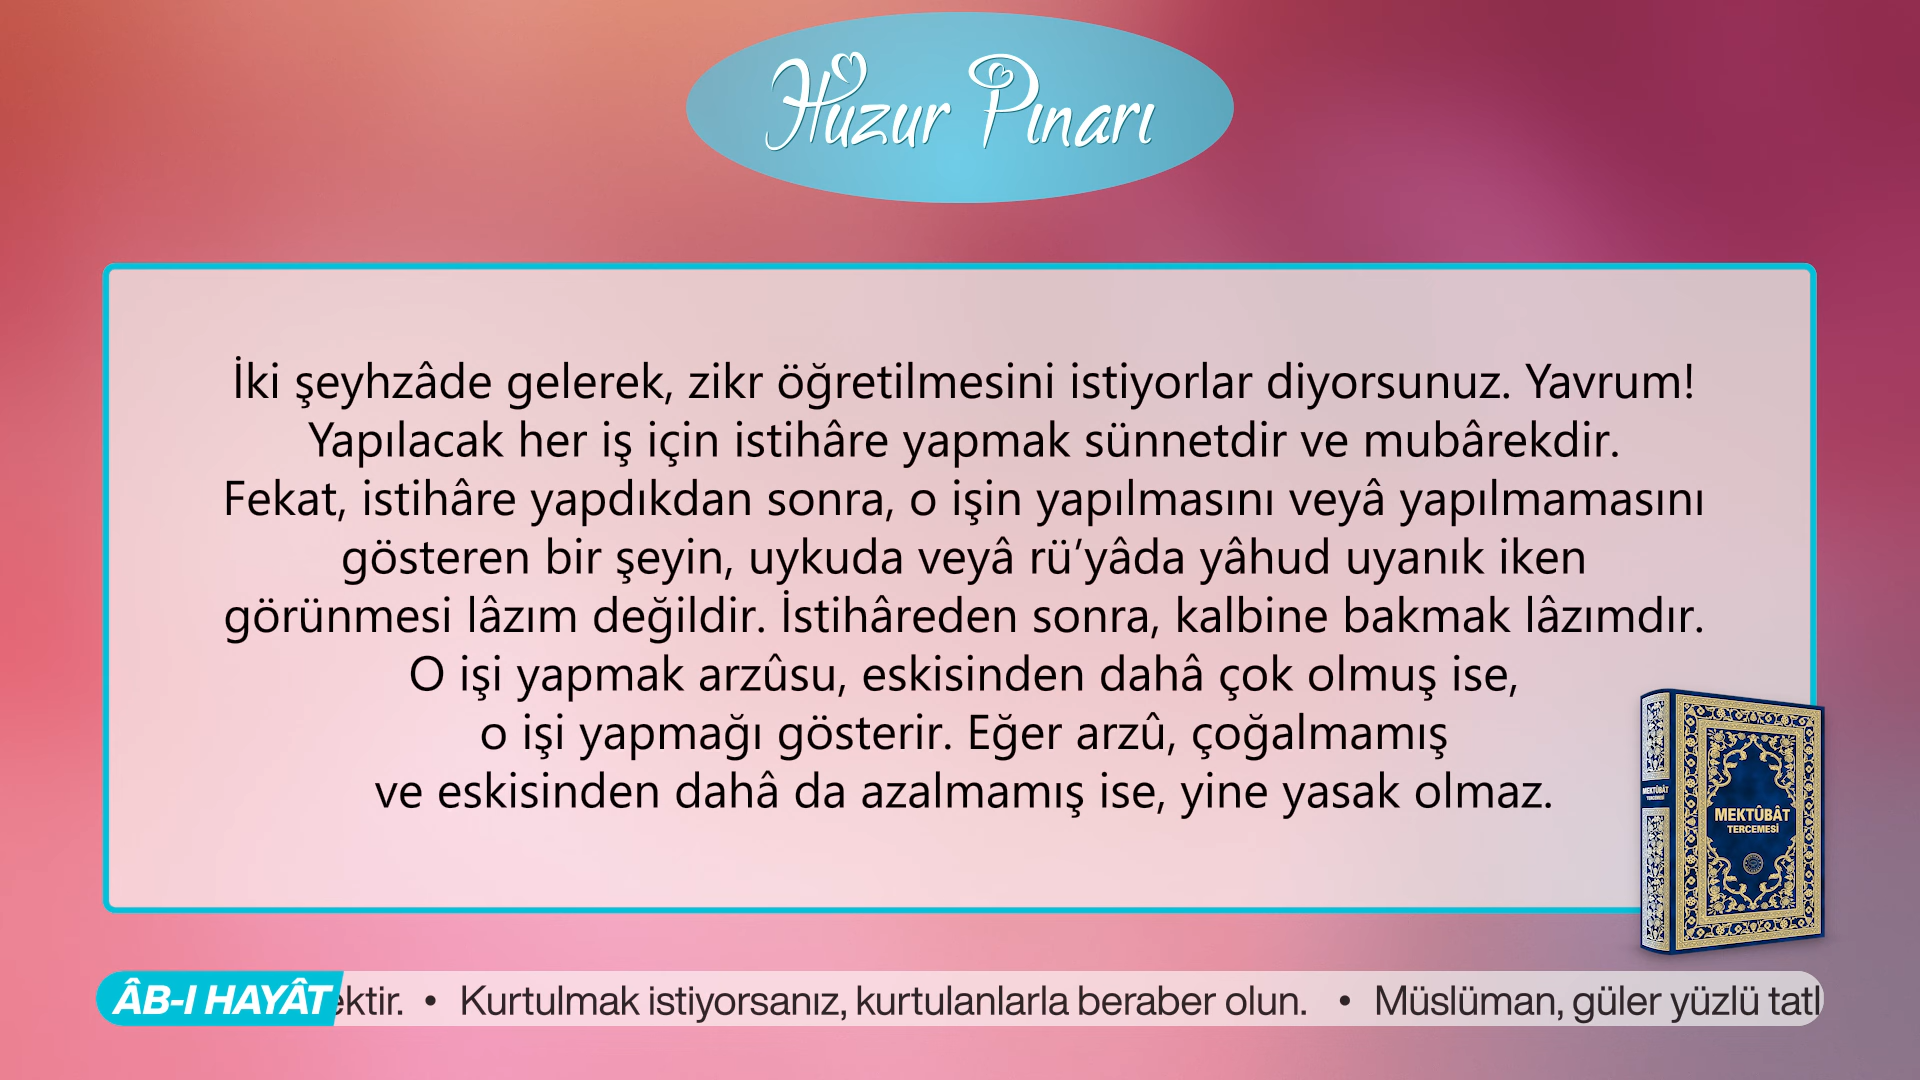 Huzur Pınarı
İki şeyhzâde gelerek, zikr öğretilmesini istiyorlar diyorsunuz. Yavrum!
Yapılacak her iş için istihâre yapmak sünnetdir ve mubârekdir.
Fekat, istihâre yapdıkdan sonra, o işin yapılmasını veyâ yapılmamasını
gösteren bir şeyin, uykuda veyâ rü’yâda yâhud uyanık iken
görünmesi lâzım değildir. İstihâreden sonra, kalbine bakmak lâzımdır.
O işi yapmak arzûsu, eskisinden dahâ çok olmuş ise,
o işi yapmağı gösterir. Eğer arzû, çoğalmamış
ve eskisinden dahâ da azalmamış ise, yine yasak olmaz.
MEKTÛBÂT
TERCEMESİ
MEKTÛBÂT
TERCEMESİ
ÂB-I HAYÂT ektir. • Kurtulmak istiyorsanız, kurtulanlarla beraber olun. • Müslüman, güler yüzlü tatl